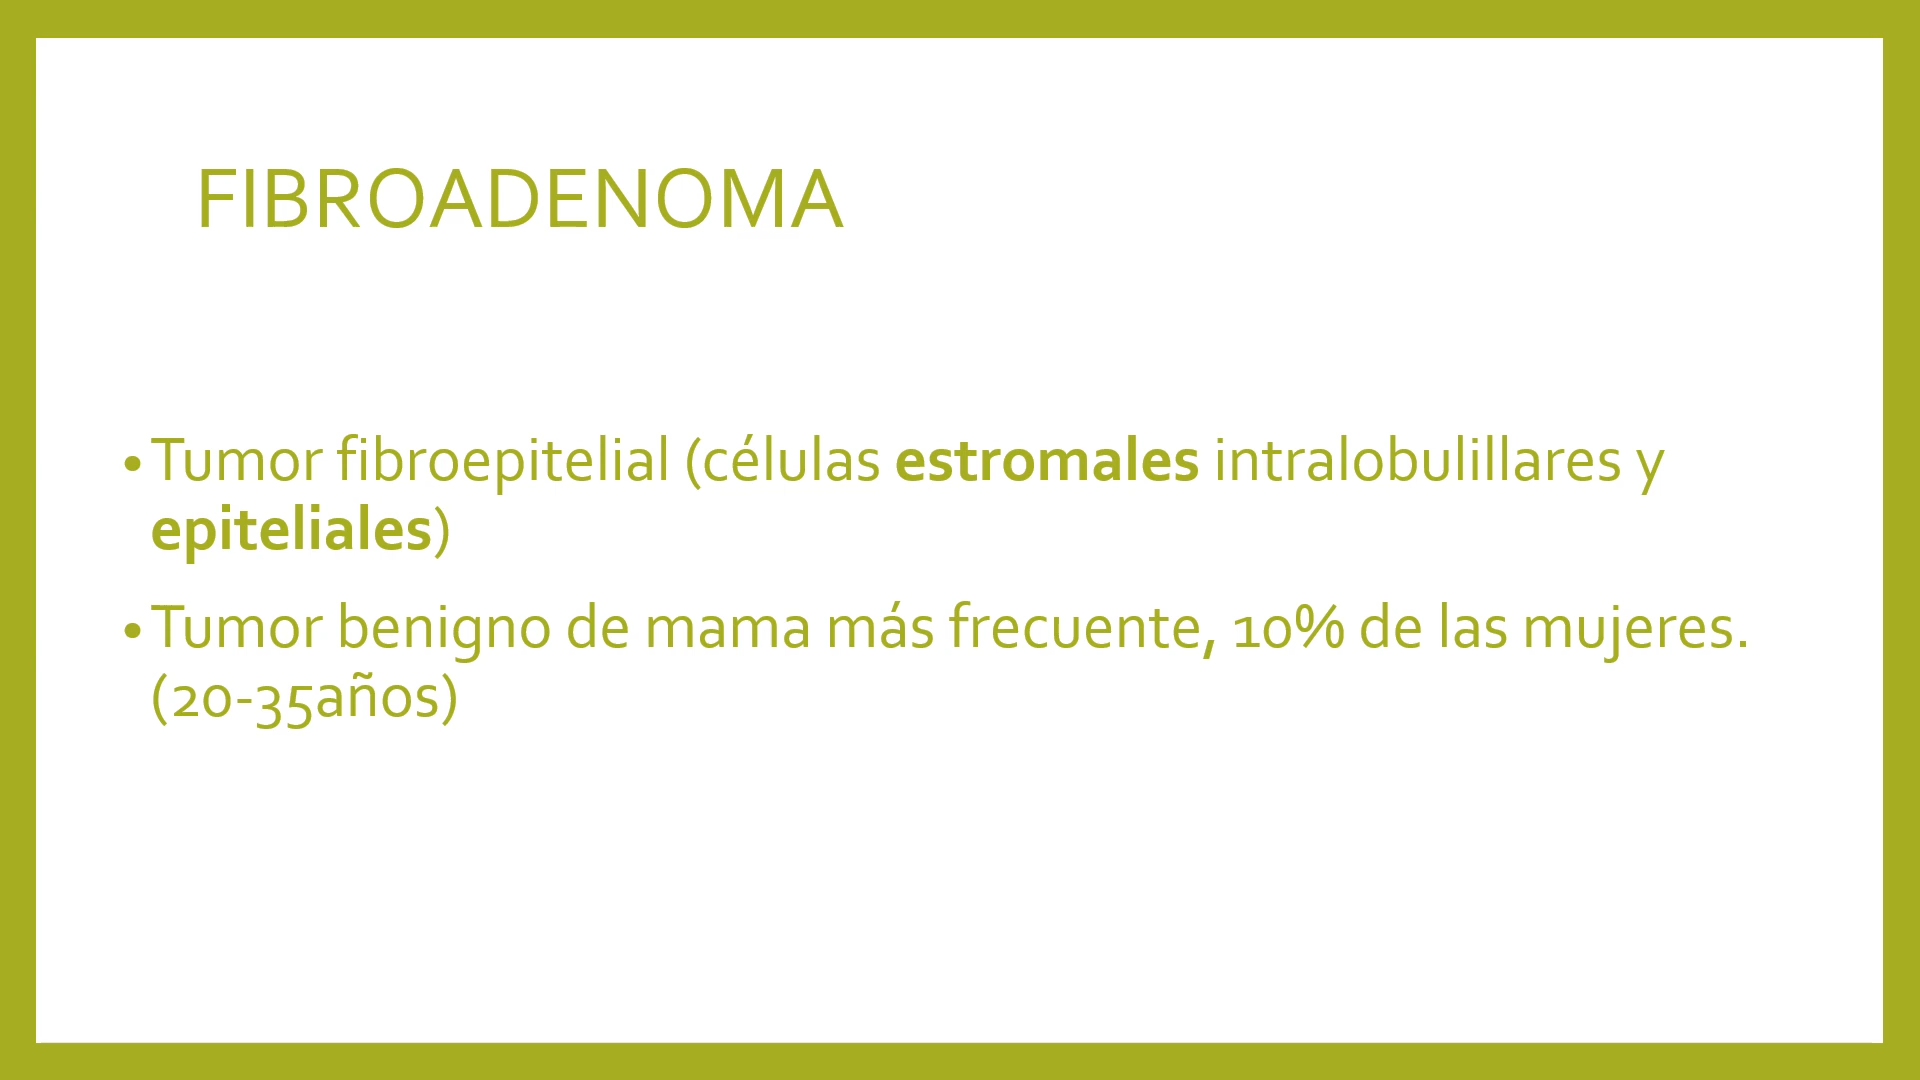 FIBROADENOMA
•Tumor fibroepitelial (células estromales intralobulillares y
epiteliales)
•Tumor benigno de mama más frecuente, 10% de las mujeres.
(20-35años)